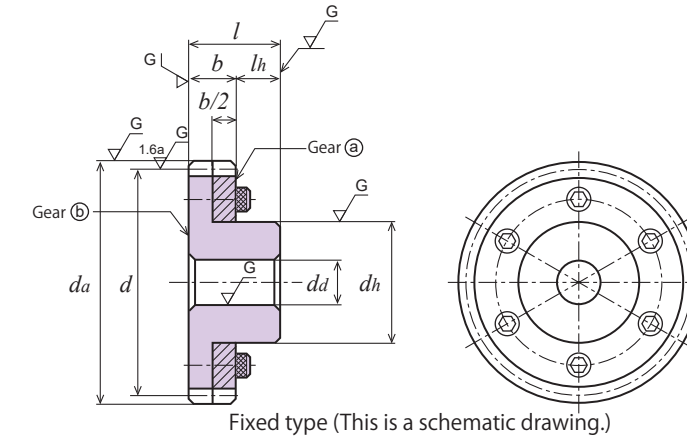 G
l
G
b
lh
b/2
G
G
1.6a
Gear ⓐ
G
Gear ⓑ
G
da
d
dd
dh
Fixed type (This is a schematic drawing.)